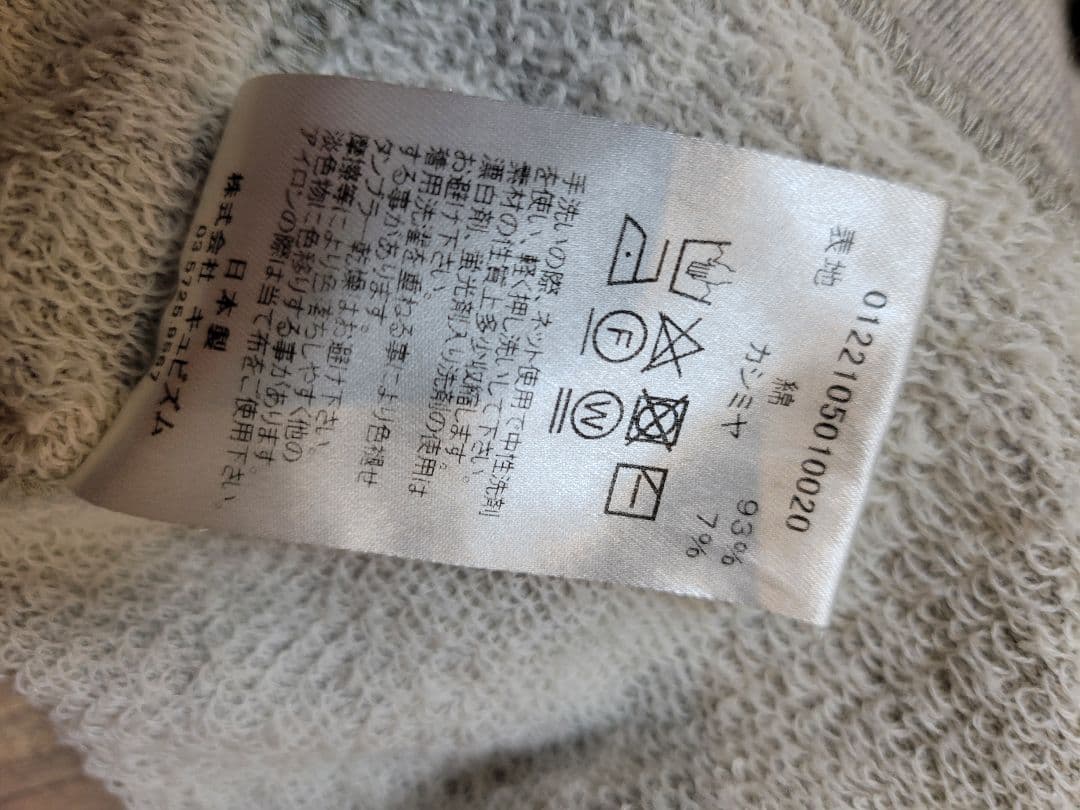 01221050010020
表地
綿 93%
カシミヤ 7%
F
W
手洗いの際、ネット使用で中性洗剤
を使い、軽く押し洗いして下さい。
素材の性質上多少収縮します。
漂白剤、蛍光剤入り洗剤の使用は
お避け下さい。
着用洗濯を重ねる事により色褪せ
する事があります。
タンブラー乾燥はお避け下さい。
摩擦等により色落ちしやすく他の
淡色物に色移りする事があります。
アイロンの際は当て布をご使用下さい。
日本製
株式会社 キュビズム